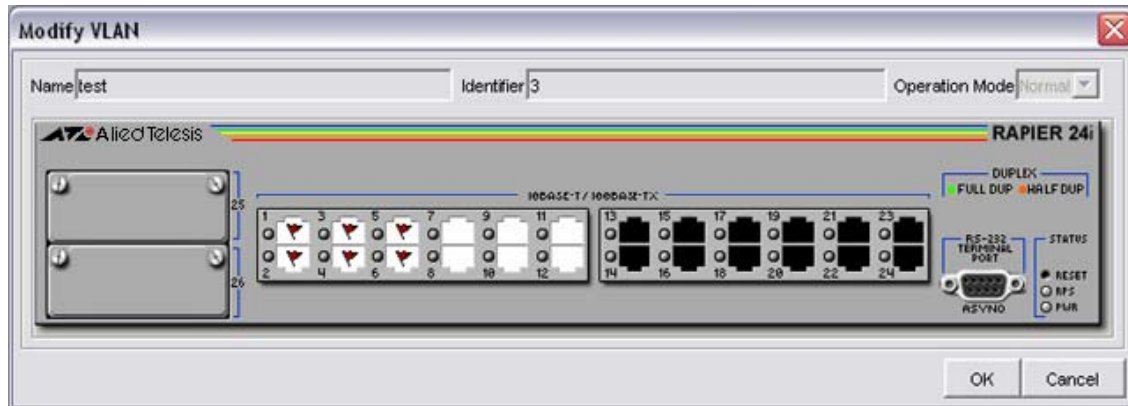 Modify VLAN
Name test Identifier 3 Operation Mode Normal
Allied Telesis RAPIER 24i
DUPLEX
FULL DUP HALF DUP
10BASE-T / 100BASE-TX
25
1 3 5 7 9 11 13 15 17 19 21 23
2 4 6 8 10 12 14 16 18 20 22 24
26
RS-232
TERMINAL
PORT
ASYN0
STATUS
RESET
RPS
PWR
OK Cancel